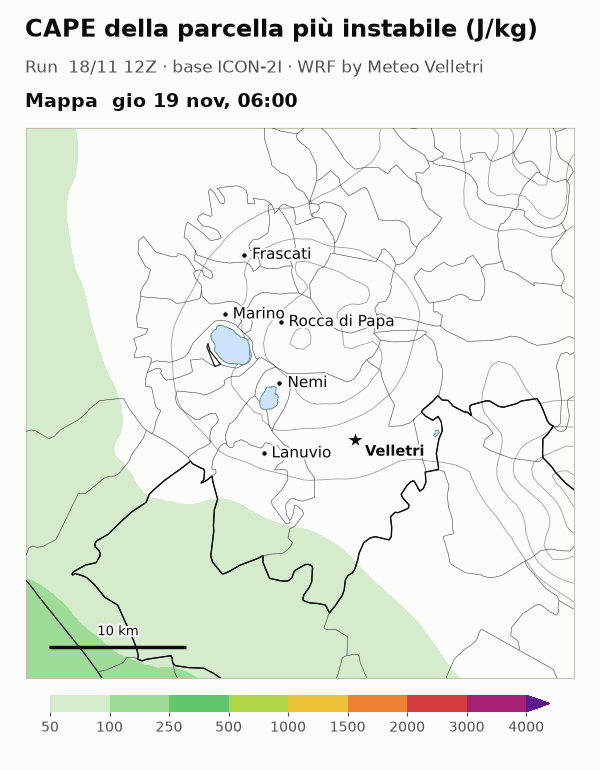 CAPE della parcella più instabile (J/kg)
Run 18/11 12Z · base ICON-2I · WRF by Meteo Velletri
Mappa gio 19 nov, 06:00
Frascati
Marino
Rocca di Papa
Nemi
Lanuvio
Velletri
10 km
50 100 250 500 1000 1500 2000 3000 4000